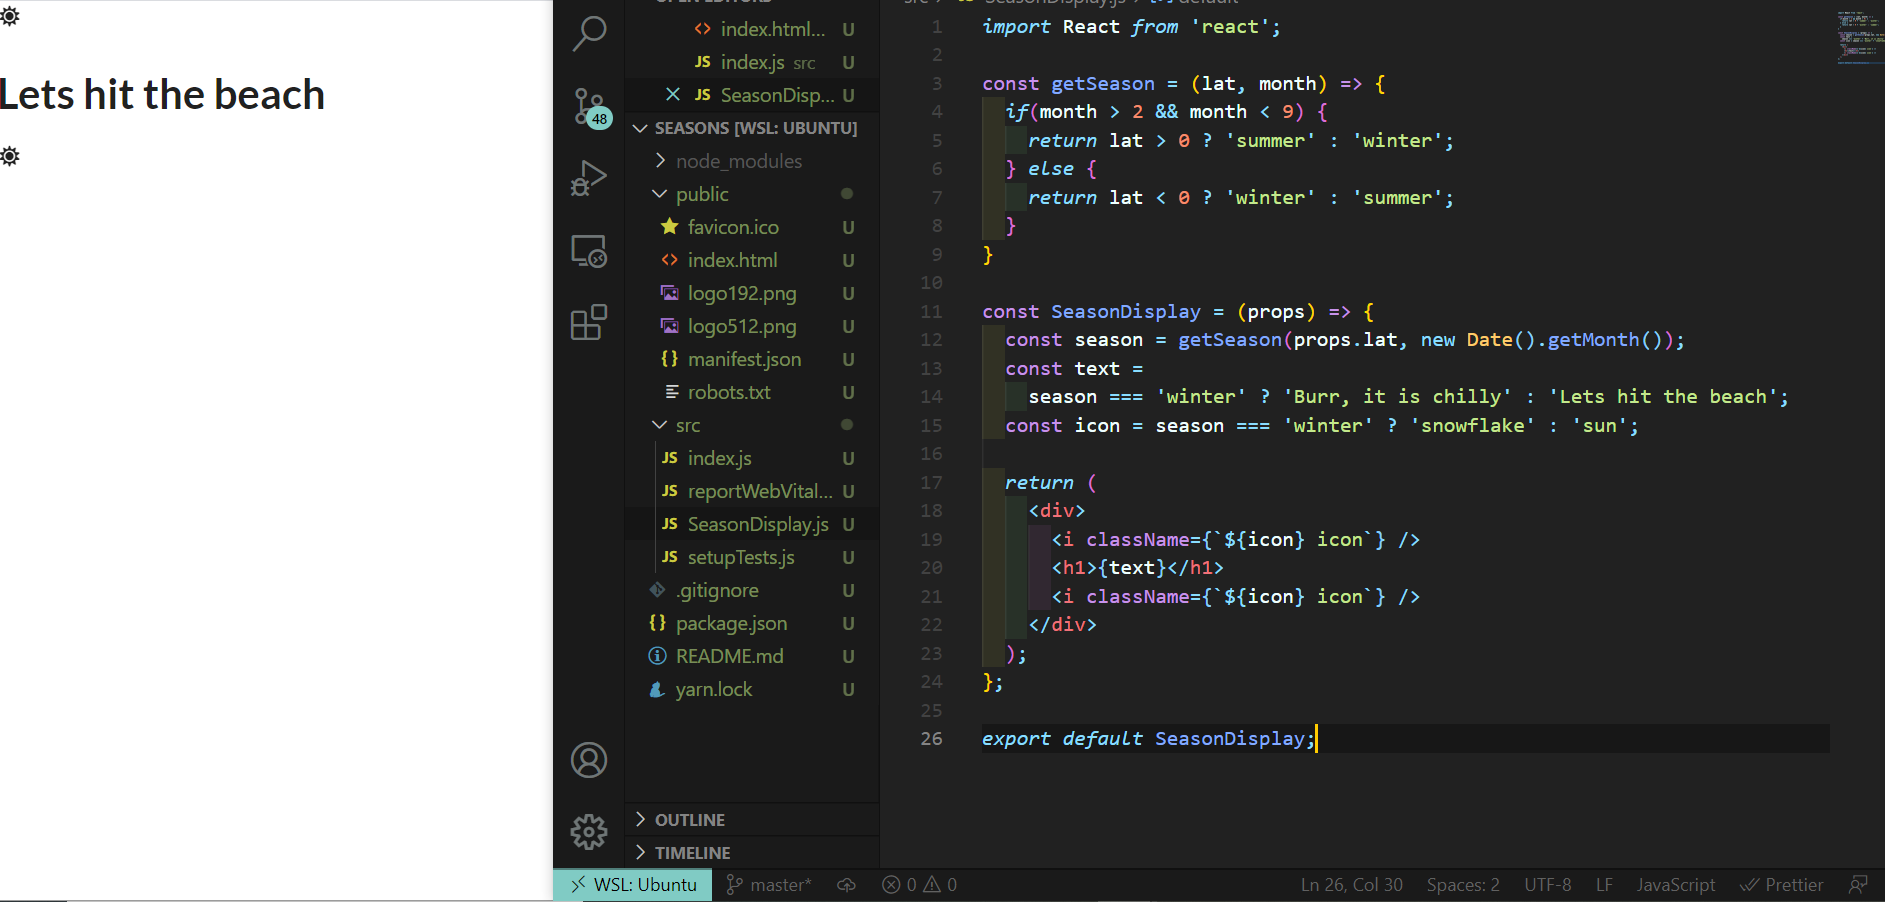 Lets hit the beach
48
OPEN EDITORS
index.html... U
JS index.js src U
JS SeasonDisp... U
SEASONS [WSL: UBUNTU]
node_modules
public
favicon.ico U
index.html U
logo192.png U
logo512.png U
manifest.json U
robots.txt U
src
JS index.js U
JS reportWebVital... U
JS SeasonDisplay.js U
JS setupTests.js U
.gitignore U
package.json U
README.md U
yarn.lock U
OUTLINE
TIMELINE
src SeasonDisplay.js default
1 import React from 'react';
2
3 const getSeason = (lat, month) => {
4 if(month > 2 && month < 9) {
5 return lat > 0 ? 'summer' : 'winter';
6 } else {
7 return lat < 0 ? 'winter' : 'summer';
8 }
9 }
10
11 const SeasonDisplay = (props) => {
12 const season = getSeason(props.lat, new Date().getMonth());
13 const text =
14 season === 'winter' ? 'Burr, it is chilly' : 'Lets hit the beach';
15 const icon = season === 'winter' ? 'snowflake' : 'sun';
16
17 return (
18 <div>
19 <i className={`${icon} icon`} />
20 <h1>{text}</h1>
21 <i className={`${icon} icon`} />
22 </div>
23 );
24 };
25
26 export default SeasonDisplay;
WSL: Ubuntu master* 0 0 Ln 26, Col 30 Spaces: 2 UTF-8 LF JavaScript Prettier